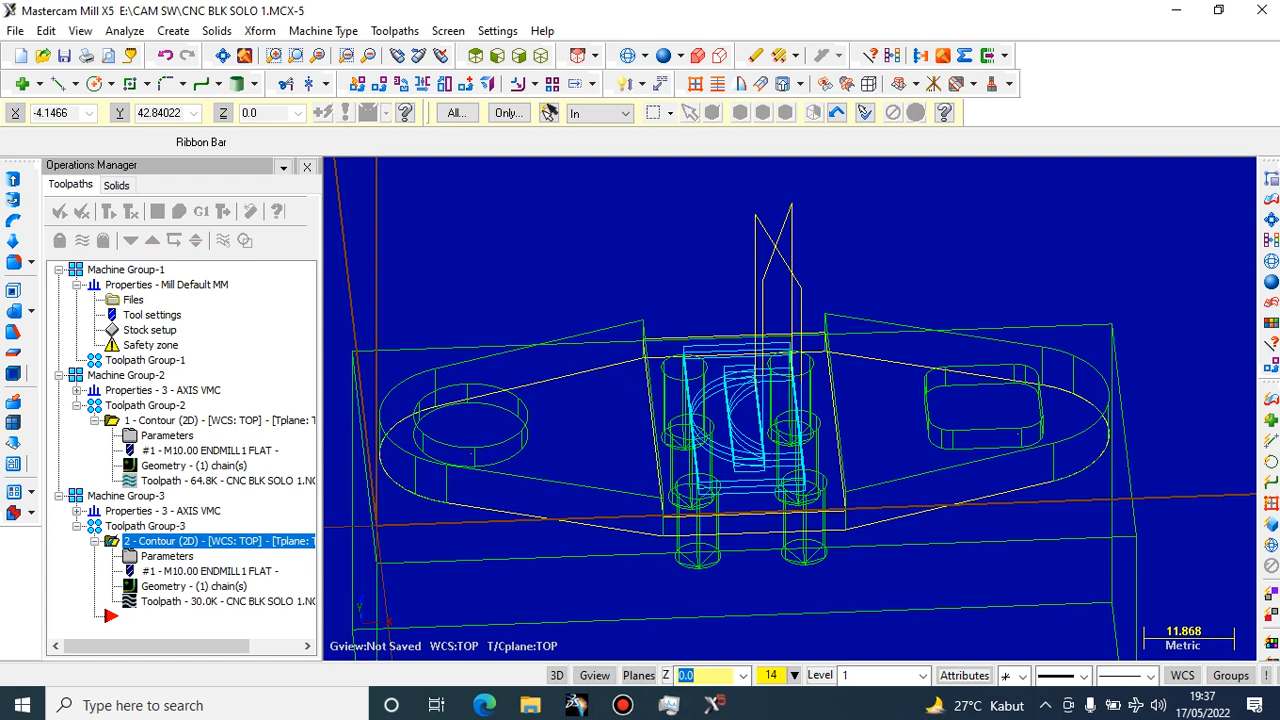 Mastercam Mill X5 E:\CAM SW\CNC BLK SOLO 1.MCX-5
File Edit View Analyze Create Solids Xform Machine Type Toolpaths Screen Settings Help
X -4.1466 Y 42.84022 Z 0.0 All... Only... In
Ribbon Bar
Operations Manager
Toolpaths Solids
G1
Machine Group-1
Properties - Mill Default MM
Files
Tool settings
Stock setup
Safety zone
Toolpath Group-1
Machine Group-2
Properties - 3 - AXIS VMC
Toolpath Group-2
1 - Contour (2D) - [WCS: TOP] - [Tplane: T
Parameters
#1 - M10.00 ENDMILL1 FLAT -
Geometry - (1) chain(s)
Toolpath - 64.8K - CNC BLK SOLO 1.NC
Machine Group-3
Properties - 3 - AXIS VMC
Toolpath Group-3
2 - Contour (2D) - [WCS: TOP] - [Tplane: T
Parameters
#1 - M10.00 ENDMILL1 FLAT -
Geometry - (1) chain(s)
Toolpath - 30.0K - CNC BLK SOLO 1.NC
11.868
Metric
Gview:Not Saved WCS:TOP T/Cplane:TOP
3D Gview Planes Z 0.0 14 Level 1 Attributes WCS Groups !
Type here to search
27°C Kabut
19:37
17/05/2022